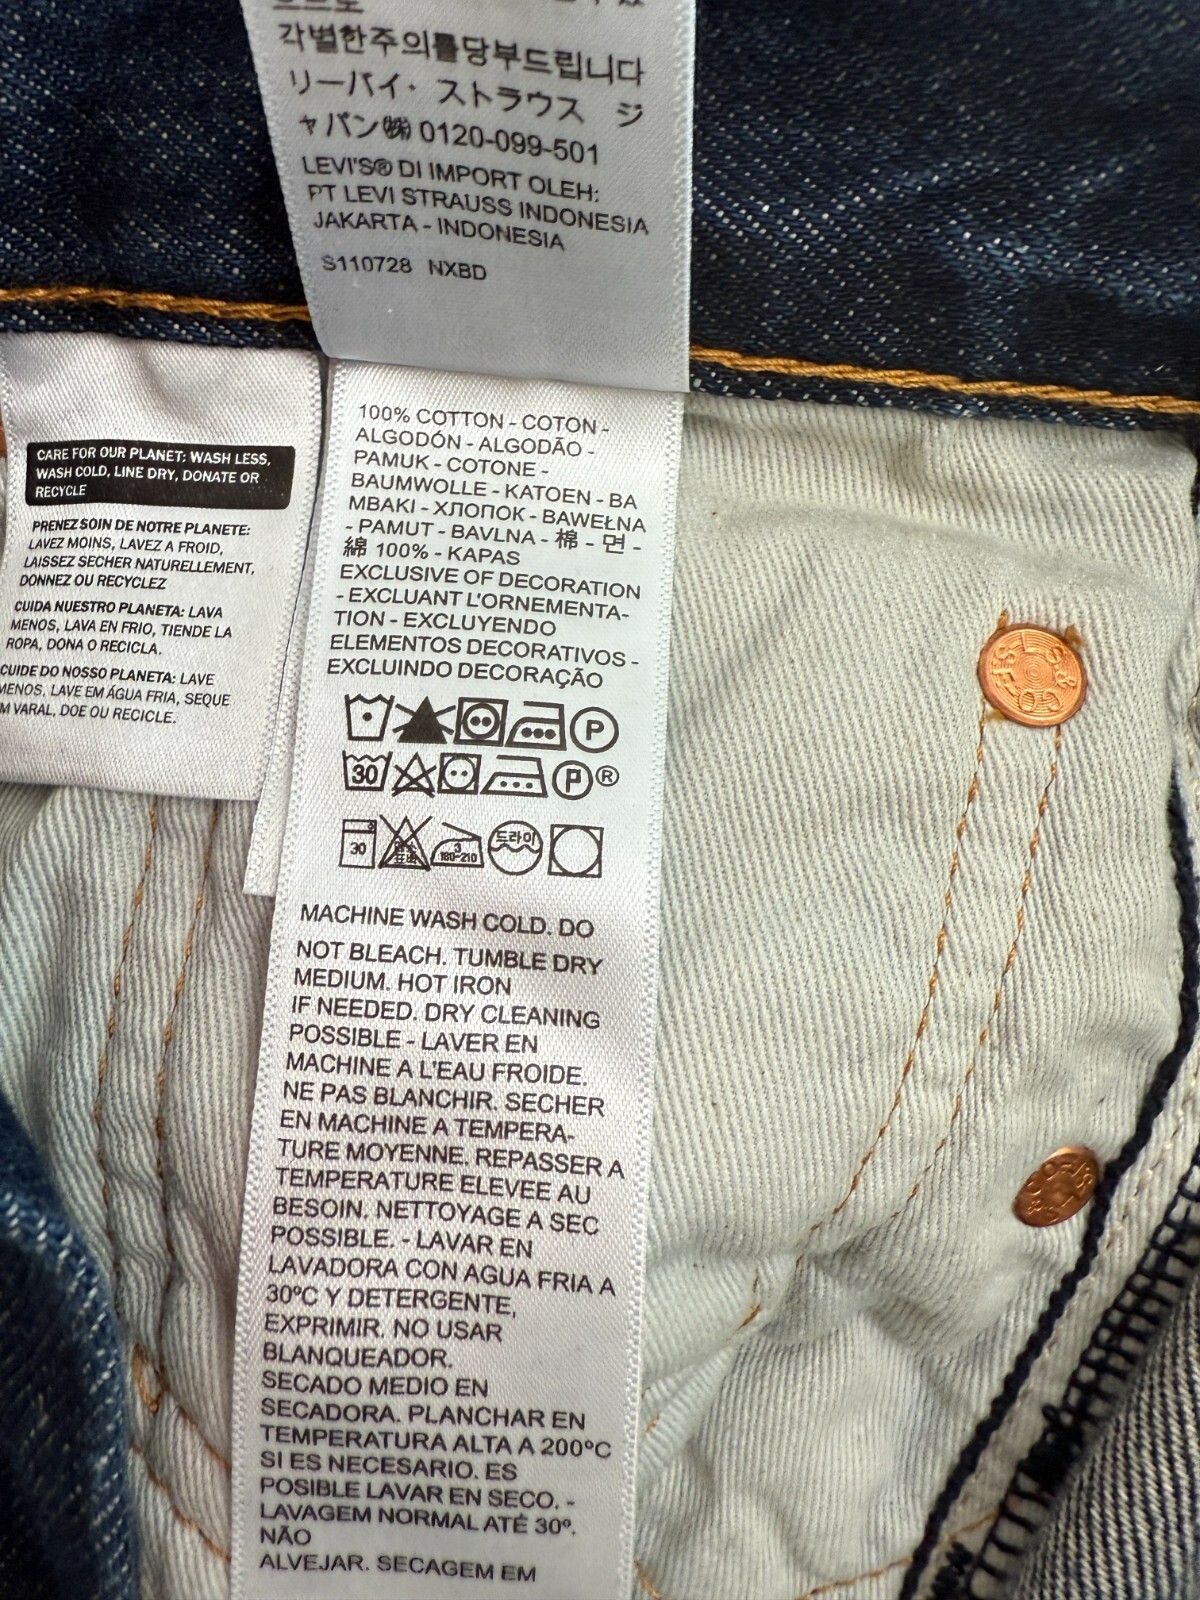 각별한주의를당부드립니다
リーバイ・ストラウス ジ
ャパン㈱ 0120-099-501
LEVI'S® DI IMPORT OLEH:
PT LEVI STRAUSS INDONESIA
JAKARTA - INDONESIA
S110728 NXBD
CARE FOR OUR PLANET: WASH LESS,
WASH COLD, LINE DRY, DONATE OR
RECYCLE
PRENEZ SOIN DE NOTRE PLANETE:
LAVEZ MOINS, LAVEZ A FROID,
LAISSEZ SECHER NATURELLEMENT,
DONNEZ OU RECYCLEZ
CUIDA NUESTRO PLANETA: LAVA
MENOS, LAVA EN FRIO, TIENDE LA
ROPA, DONA O RECICLA.
CUIDE DO NOSSO PLANETA: LAVE
MENOS, LAVE EM ÁGUA FRIA, SEQUE
M VARAL, DOE OU RECICLE.
100% COTTON - COTON -
ALGODÓN - ALGODÃO -
PAMUK - COTONE -
BAUMWOLLE - KATOEN - BA
MBAKI - ХЛОПОК - BAWEŁNA
- PAMUT - BAVLNA - 棉 - 면 -
綿 100% - KAPAS
EXCLUSIVE OF DECORATION
- EXCLUANT L'ORNEMENTA-
TION - EXCLUYENDO
ELEMENTOS DECORATIVOS -
EXCLUINDO DECORAÇÃO
P
30 P ®
30 3 180-210 드라이
MACHINE WASH COLD. DO
NOT BLEACH. TUMBLE DRY
MEDIUM. HOT IRON
IF NEEDED. DRY CLEANING
POSSIBLE - LAVER EN
MACHINE A L'EAU FROIDE.
NE PAS BLANCHIR. SECHER
EN MACHINE A TEMPERA-
TURE MOYENNE. REPASSER A
TEMPERATURE ELEVEE AU
BESOIN. NETTOYAGE A SEC
POSSIBLE. - LAVAR EN
LAVADORA CON AGUA FRIA A
30ºC Y DETERGENTE,
EXPRIMIR. NO USAR
BLANQUEADOR.
SECADO MEDIO EN
SECADORA. PLANCHAR EN
TEMPERATURA ALTA A 200ºC
SI ES NECESARIO. ES
POSIBLE LAVAR EN SECO. -
LAVAGEM NORMAL ATÉ 30º.
NÃO
ALVEJAR. SECAGEM EM